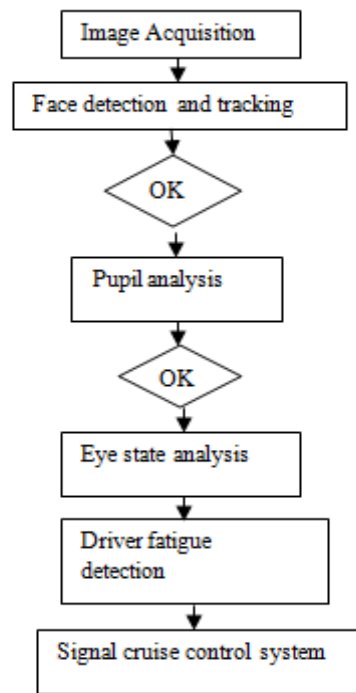 Image Acquisition
Face detection and tracking
OK
Pupil analysis
OK
Eye state analysis
Driver fatigue
detection
Signal cruise control system